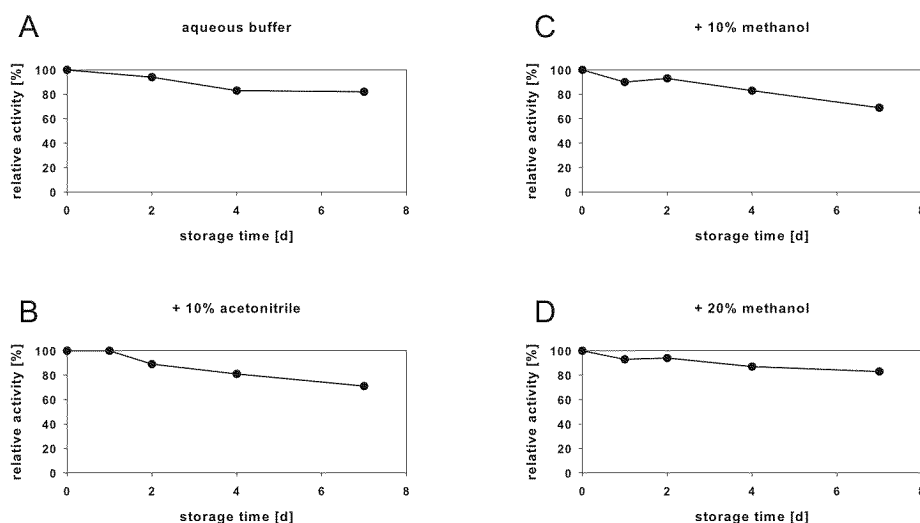 A
aqueous buffer
relative activity [%]
100
80
60
40
20
0
0 2 4 6 8
storage time [d]
B
+ 10% acetonitrile
relative activity [%]
100
80
60
40
20
0
0 2 4 6 8
storage time [d]
C
+ 10% methanol
relative activity [%]
100
80
60
40
20
0
0 2 4 6 8
storage time [d]
D
+ 20% methanol
relative activity [%]
100
80
60
40
20
0
0 2 4 6 8
storage time [d]